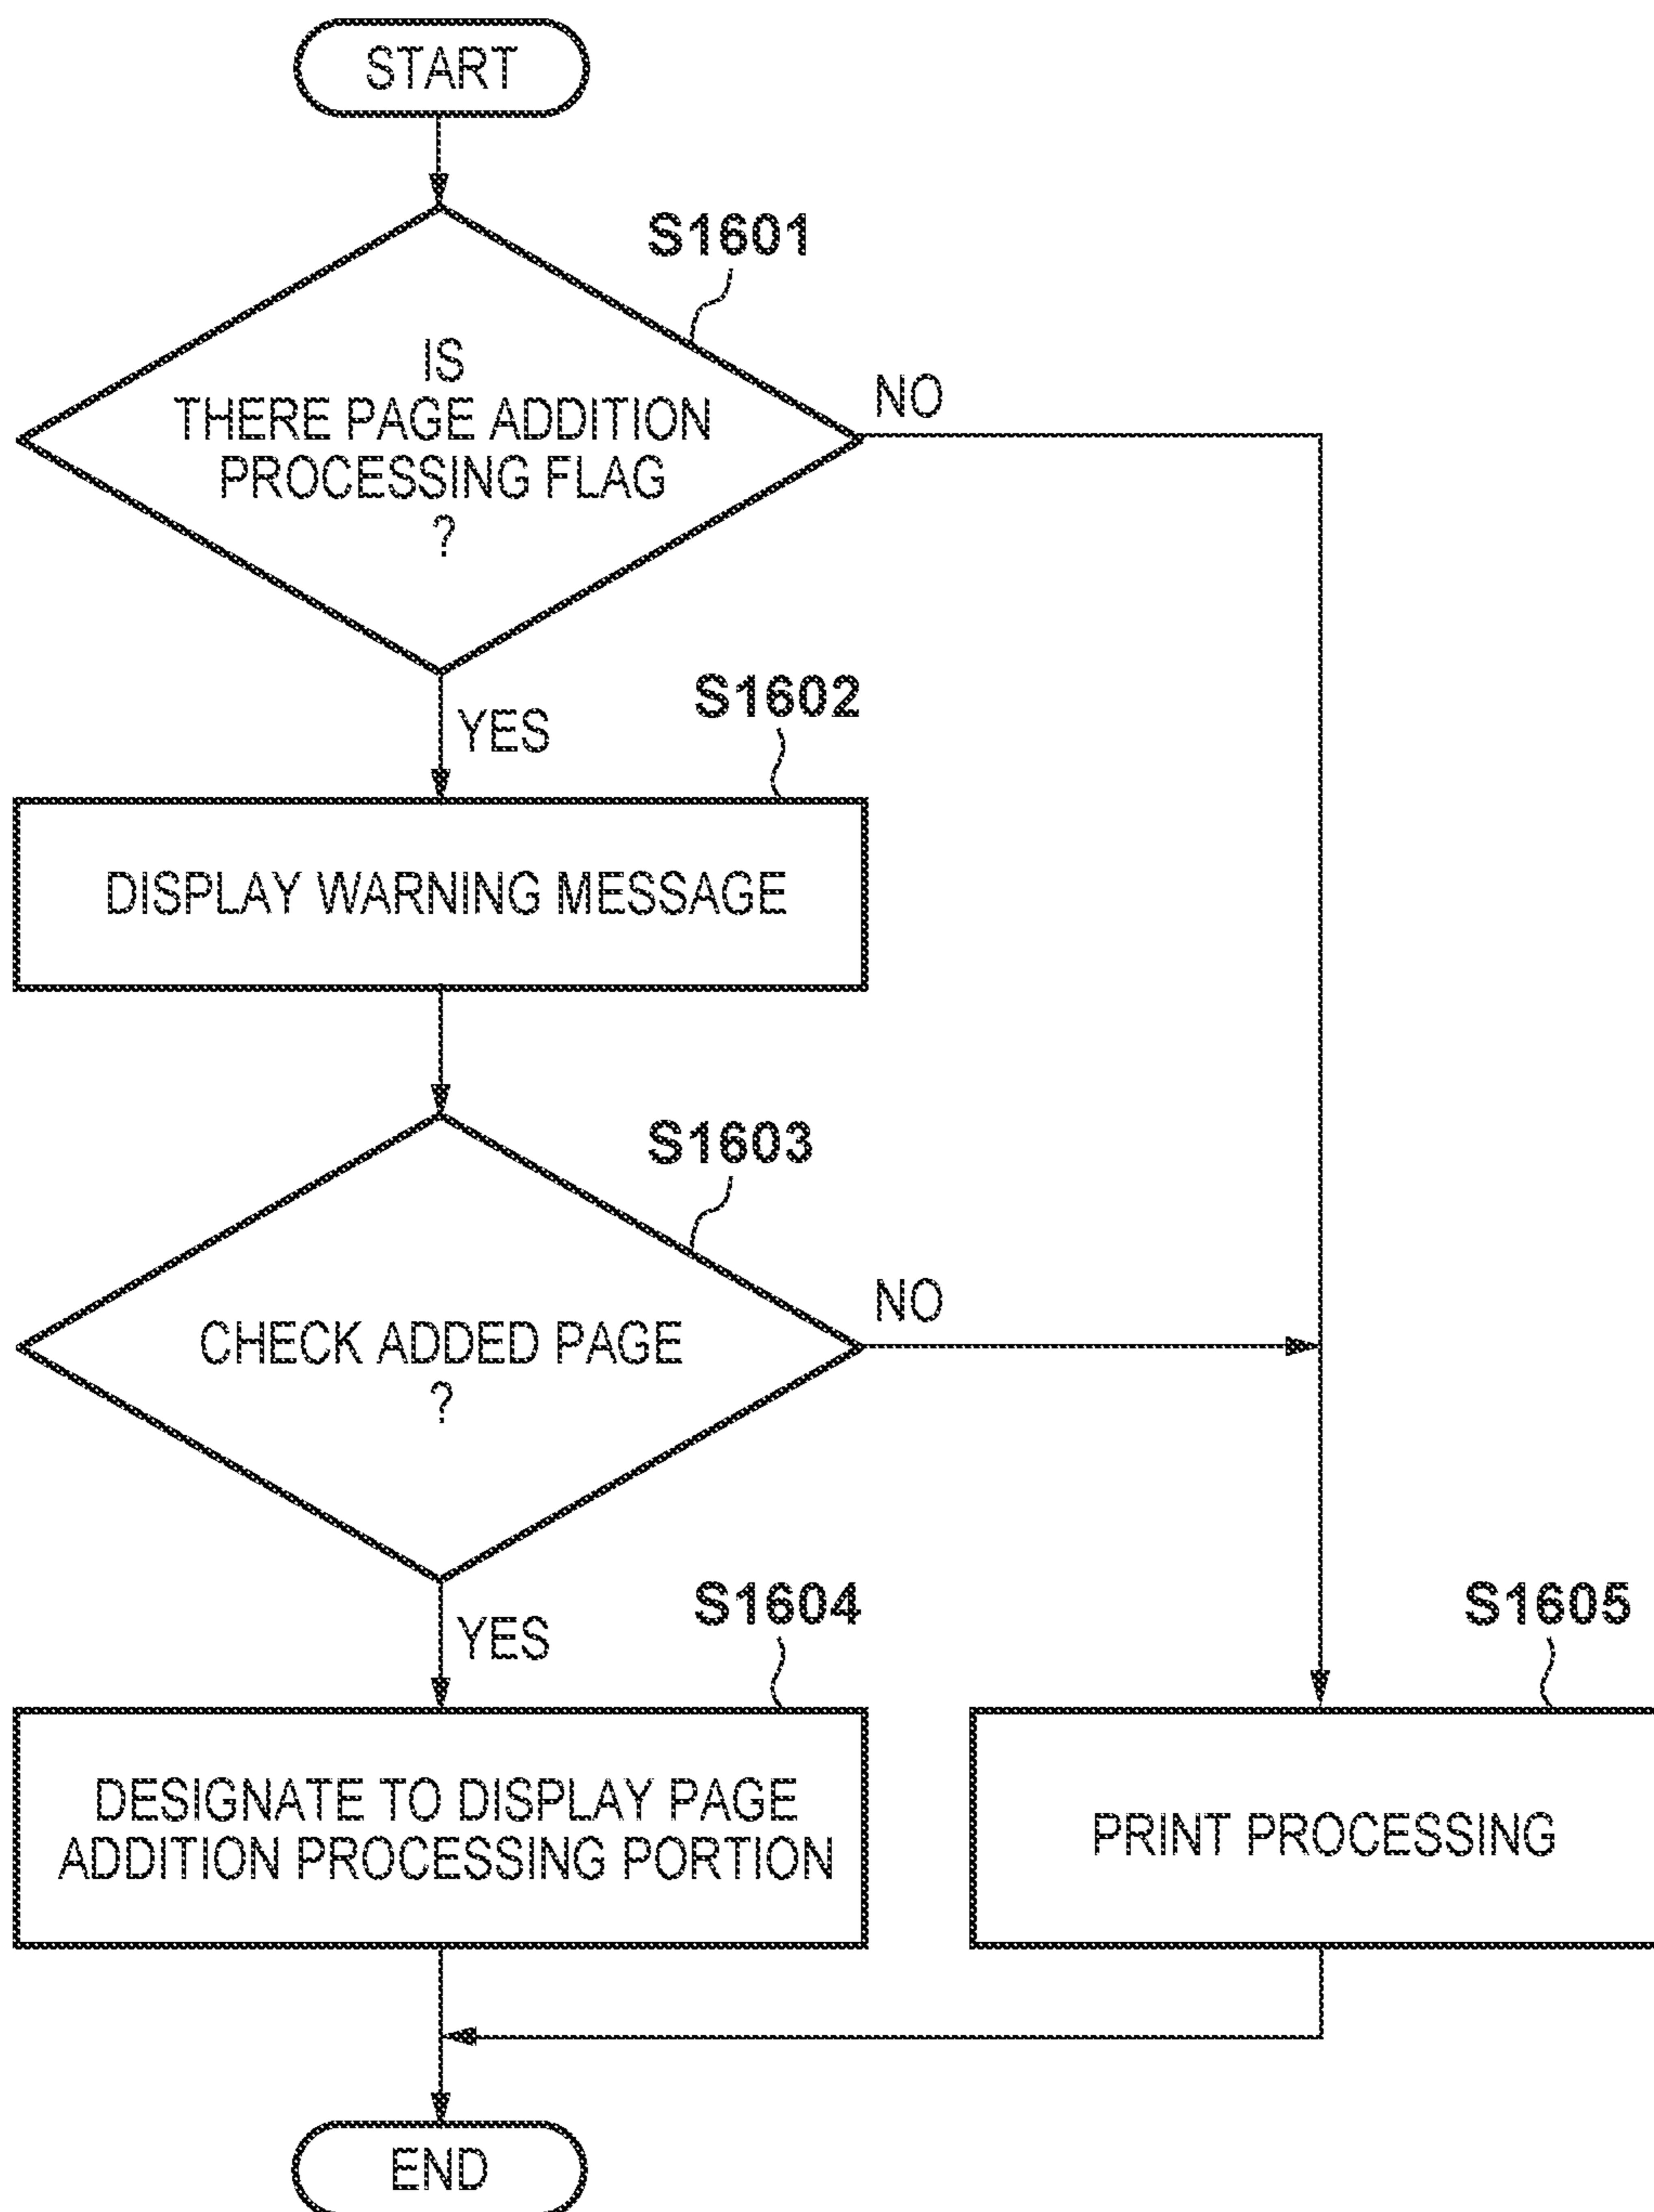 START
S1601
IS
THERE PAGE ADDITION
PROCESSING FLAG
?
NO
YES
S1602
DISPLAY WARNING MESSAGE
S1603
CHECK ADDED PAGE
?
NO
YES
S1604
DESIGNATE TO DISPLAY PAGE
ADDITION PROCESSING PORTION
S1605
PRINT PROCESSING
END